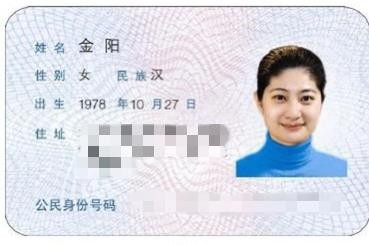 姓名 金阳
性别 女 民族 汉
出生 1978 年 10 月 27 日
住址
公民身份号码